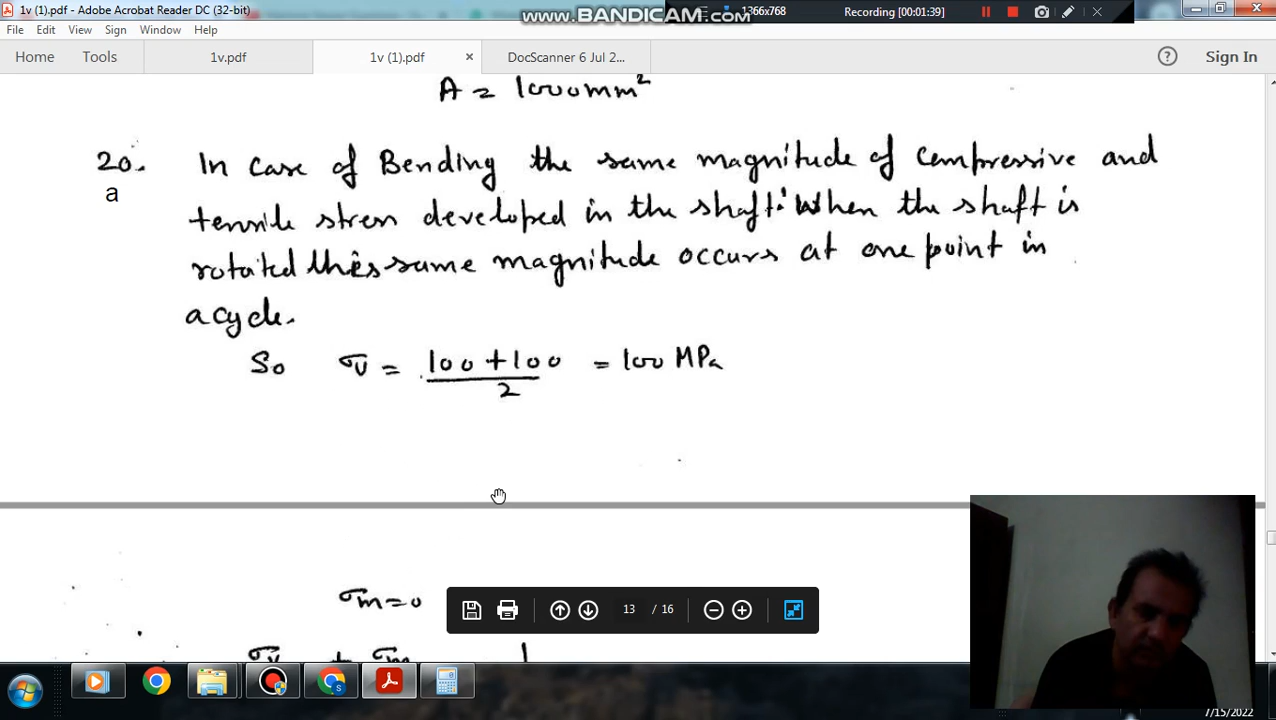 1v (1).pdf - Adobe Acrobat Reader DC (32-bit)
www.BANDICAM.com
1366x768
Recording [00:01:39]
File Edit View Sign Window Help
Home Tools 1v.pdf 1v (1).pdf × DocScanner 6 Jul 2... ? Sign In
A = 1000mm²
20. In case of Bending the same magnitude of compressive and
a
tensile stress developed in the shaft. When the shaft is
rotated this same magnitude occurs at one point in
a cycle.
So σv = 100 + 100 / 2 = 100 MPa
σm = 0
13 / 16
σv + σm 1
7/15/2022